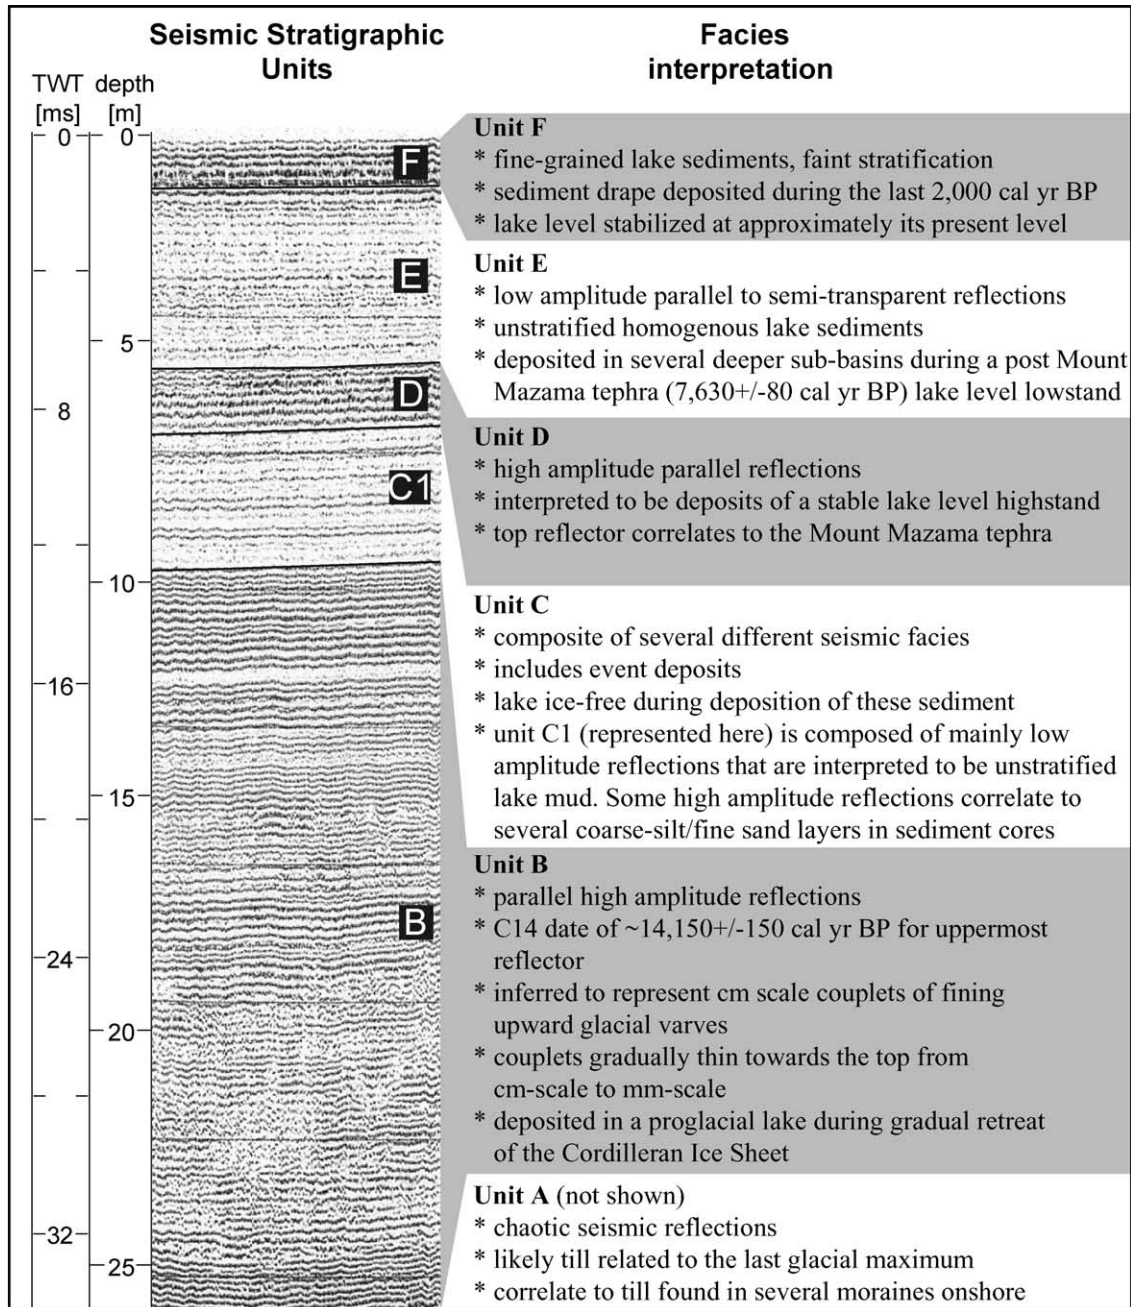 Seismic Stratigraphic
Units
Facies
interpretation
TWT
[ms]
depth
[m]
0
8
16
24
32
0
5
10
15
20
25
F
E
D
C1
B
Unit F
* fine-grained lake sediments, faint stratification
* sediment drape deposited during the last 2,000 cal yr BP
* lake level stabilized at approximately its present level
Unit E
* low amplitude parallel to semi-transparent reflections
* unstratified homogenous lake sediments
* deposited in several deeper sub-basins during a post Mount
Mazama tephra (7,630+/-80 cal yr BP) lake level lowstand
Unit D
* high amplitude parallel reflections
* interpreted to be deposits of a stable lake level highstand
* top reflector correlates to the Mount Mazama tephra
Unit C
* composite of several different seismic facies
* includes event deposits
* lake ice-free during deposition of these sediment
* unit C1 (represented here) is composed of mainly low
amplitude reflections that are interpreted to be unstratified
lake mud. Some high amplitude reflections correlate to
several coarse-silt/fine sand layers in sediment cores
Unit B
* parallel high amplitude reflections
* C14 date of ~14,150+/-150 cal yr BP for uppermost
reflector
* inferred to represent cm scale couplets of fining
upward glacial varves
* couplets gradually thin towards the top from
cm-scale to mm-scale
* deposited in a proglacial lake during gradual retreat
of the Cordilleran Ice Sheet
Unit A (not shown)
* chaotic seismic reflections
* likely till related to the last glacial maximum
* correlate to till found in several moraines onshore